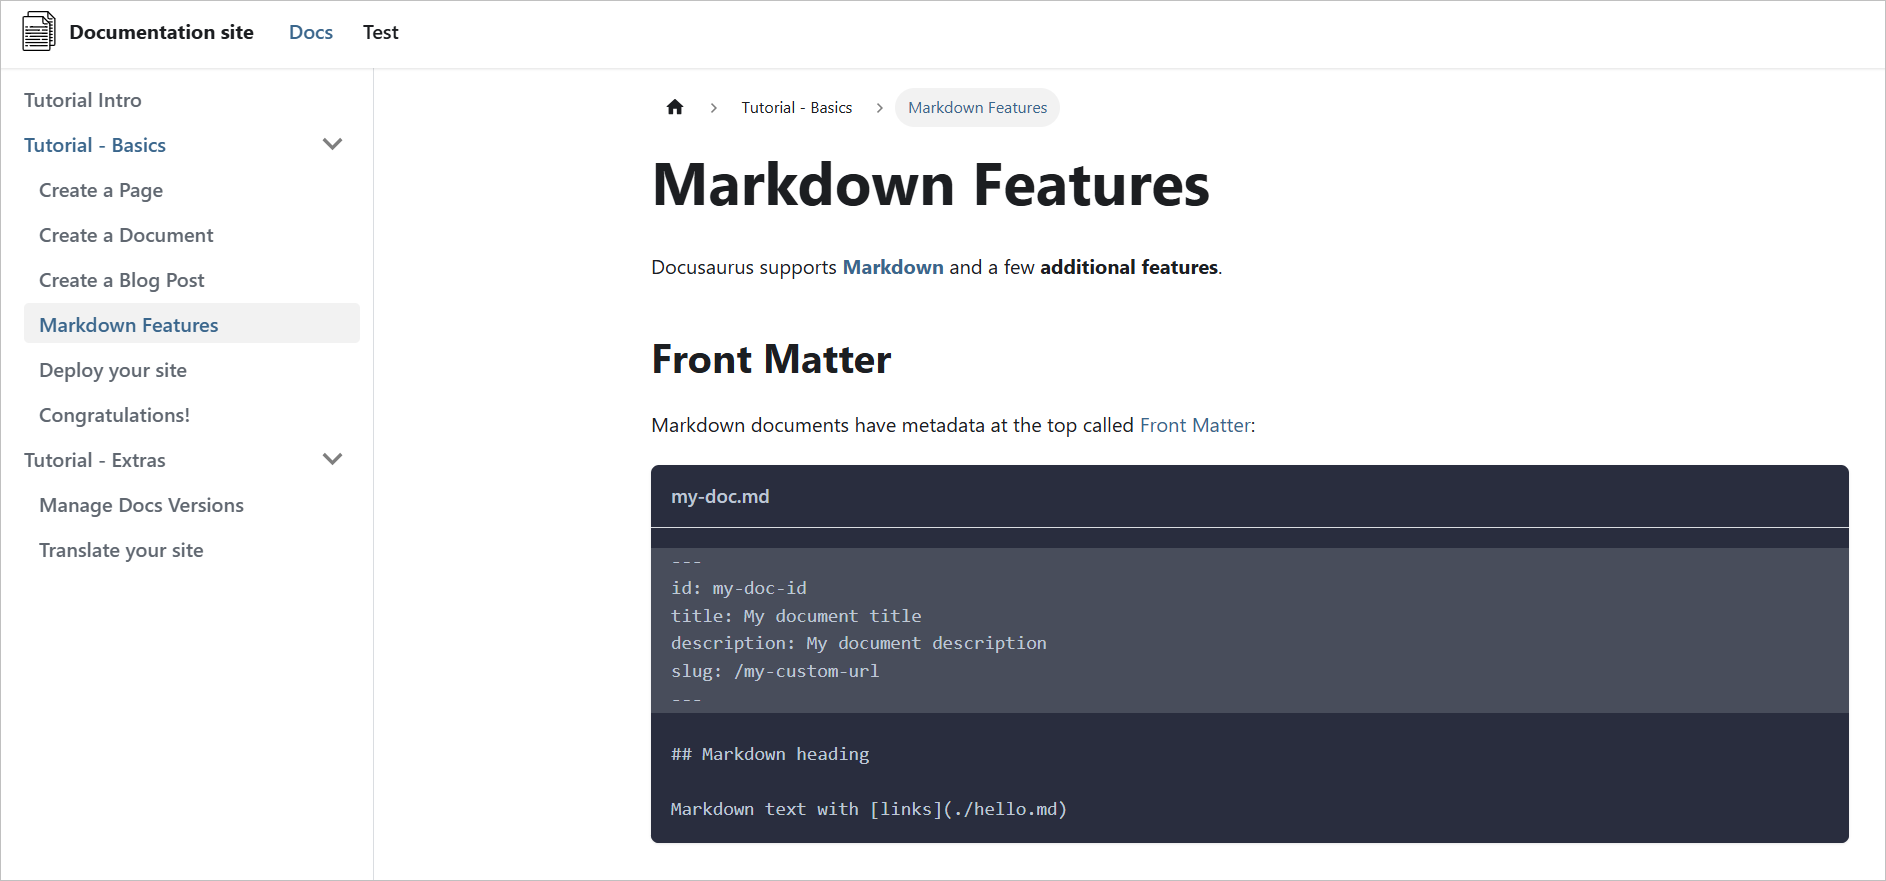 Documentation site Docs Test
Tutorial Intro
Tutorial - Basics
Create a Page
Create a Document
Create a Blog Post
Markdown Features
Deploy your site
Congratulations!
Tutorial - Extras
Manage Docs Versions
Translate your site
Tutorial - Basics Markdown Features
Markdown Features
Docusaurus supports Markdown and a few additional features.
Front Matter
Markdown documents have metadata at the top called Front Matter:
my-doc.md
---
id: my-doc-id
title: My document title
description: My document description
slug: /my-custom-url
---
## Markdown heading
Markdown text with [links](./hello.md)